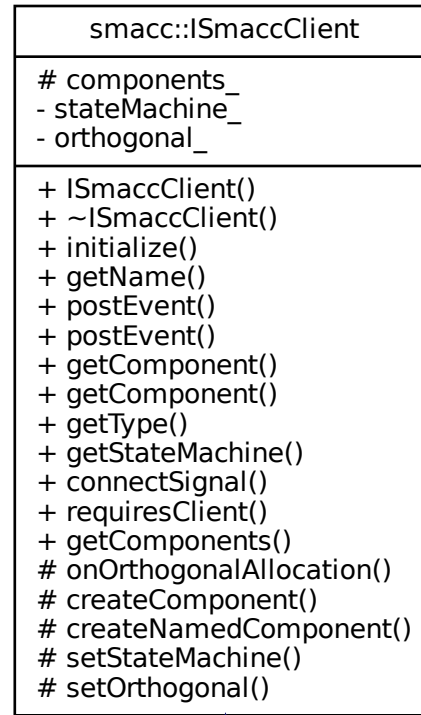 smacc::ISmaccClient
# components_
- stateMachine_
- orthogonal_
+ ISmaccClient()
+ ~ISmaccClient()
+ initialize()
+ getName()
+ postEvent()
+ postEvent()
+ getComponent()
+ getComponent()
+ getType()
+ getStateMachine()
+ connectSignal()
+ requiresClient()
+ getComponents()
# onOrthogonalAllocation()
# createComponent()
# createNamedComponent()
# setStateMachine()
# setOrthogonal()